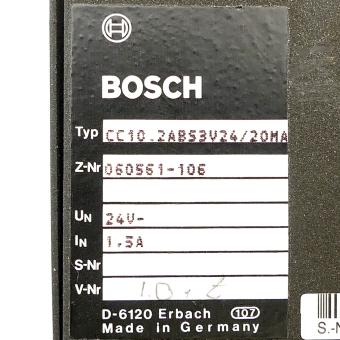 BOSCH
Typ CC10.2ABS3V24/20MA
Z-Nr 060561-106
UN 24V-
IN 1.5A
S-Nr
V-Nr
D-6120 Erbach 107
Made in Germany
S.-N